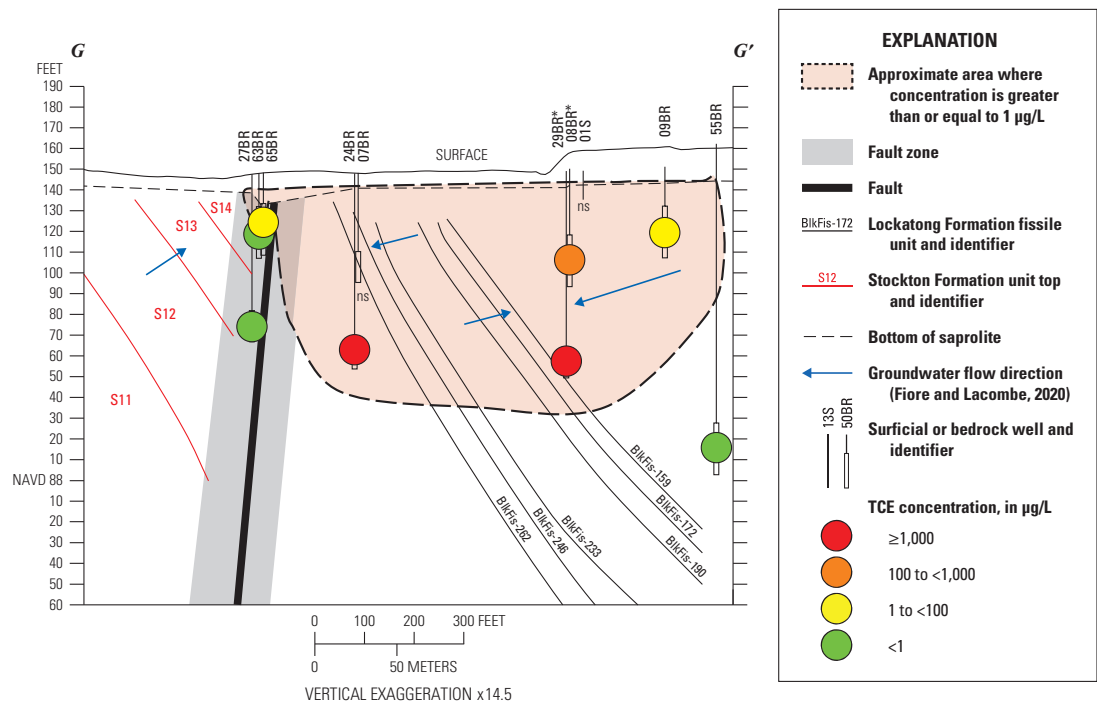 G
G′
FEET
190
180
170
160
150
140
130
120
110
100
90
80
70
60
50
40
30
20
10
NAVD 88
10
20
30
40
50
60
27BR
63BR
65BR
24BR
07BR
SURFACE
29BR*
08BR*
01S
09BR
55BR
S14
S13
S12
S11
ns
ns
BlkFis-262
BlkFis-246
BlkFis-233
BlkFis-159
BlkFis-172
BlkFis-190
0 100 200 300 FEET
0 50 METERS
VERTICAL EXAGGERATION x14.5
EXPLANATION
Approximate area where
concentration is greater
than or equal to 1 µg/L
Fault zone
Fault
BlkFis-172
Lockatong Formation fissile
unit and identifier
S12
Stockton Formation unit top
and identifier
Bottom of saprolite
Groundwater flow direction
(Fiore and Lacombe, 2020)
13S
50BR
Surficial or bedrock well and
identifier
TCE concentration, in µg/L
≥1,000
100 to <1,000
1 to <100
<1